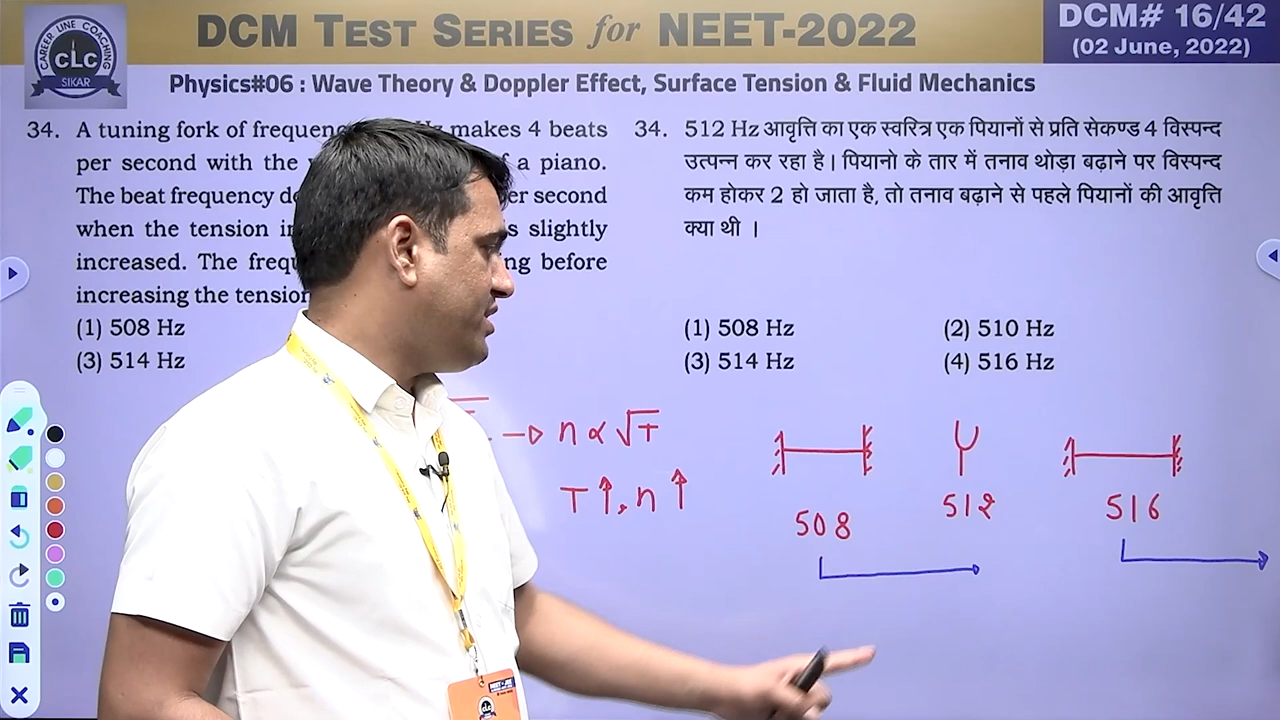 DCM TEST SERIES for NEET-2022
DCM# 16/42
(02 June, 2022)
CAREER LINE COACHING
CLC
SIKAR
Physics#06 : Wave Theory & Doppler Effect, Surface Tension & Fluid Mechanics
34. A tuning fork of Hz makes 4 beats
per second with the of a piano.
The beat frequency per second
when the tension slightly
increased. The before
increasing the
(1) 508 Hz
(3) 514 Hz
34. 512 Hz आवृत्ति का एक स्वरित्र एक पियानों से प्रति सेकण्ड 4 विस्पन्द
उत्पन्न कर रहा है। पियानो के तार में तनाव थोड़ा बढ़ाने पर विस्पन्द
कम होकर 2 हो जाता है, तो तनाव बढ़ाने से पहले पियानों की आवृत्ति
क्या थी ।
(1) 508 Hz (2) 510 Hz
(3) 514 Hz (4) 516 Hz
n ∝ √T
T↑, n↑
508 512 516
CLC